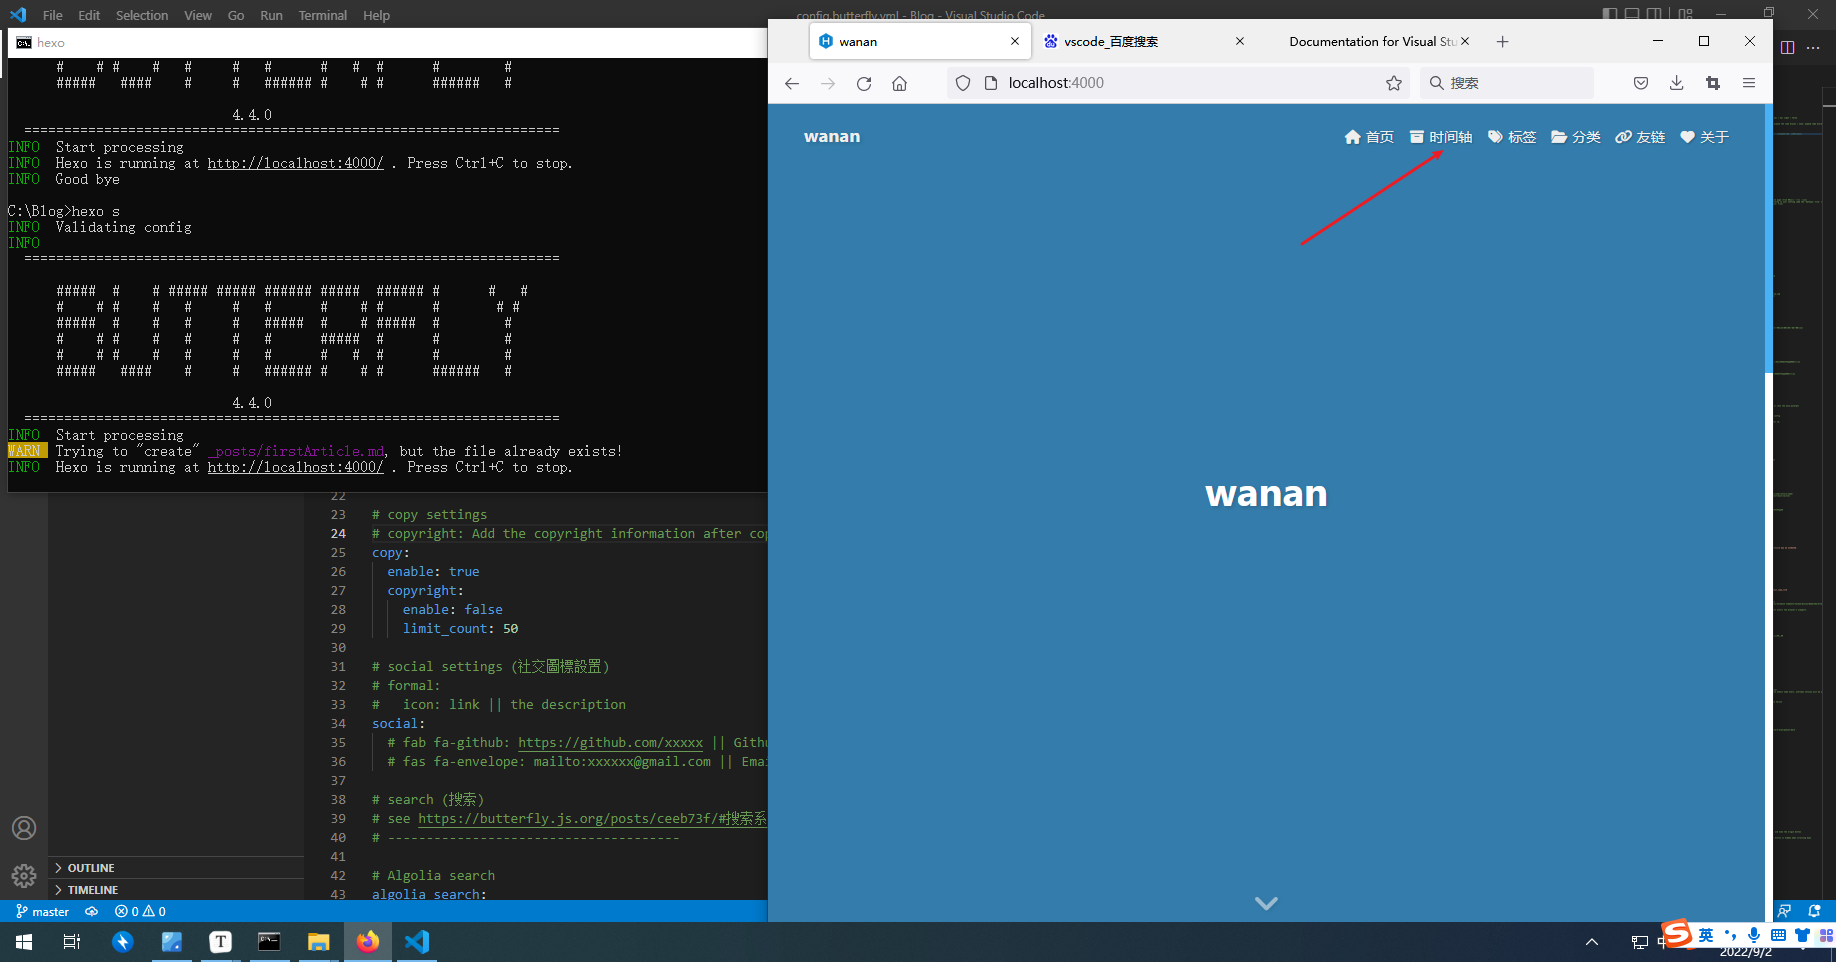 File Edit Selection View Go Run Terminal Help
config.butterfly.yml - Blog - Visual Studio Code
hexo
4.4.0
INFO Start processing
INFO Hexo is running at http://localhost:4000/ . Press Ctrl+C to stop.
INFO Good bye
C:\Blog>hexo s
INFO Validating config
INFO
===================================================================
BUTTERFLY
4.4.0
===================================================================
INFO Start processing
WARN Trying to "create" _posts/firstArticle.md, but the file already exists!
INFO Hexo is running at http://localhost:4000/ . Press Ctrl+C to stop.
22
23 # copy settings
24 # copyright: Add the copyright information after cop
25 copy:
26 enable: true
27 copyright:
28 enable: false
29 limit_count: 50
30
31 # social settings (社交圖標設置)
32 # formal:
33 # icon: link || the description
34 social:
35 # fab fa-github: https://github.com/xxxxx || Githu
36 # fas fa-envelope: mailto:xxxxxx@gmail.com || Emai
37
38 # search (搜索)
39 # see https://butterfly.js.org/posts/ceeb73f/#搜索系
40 # --------------------------------------
41
42 # Algolia search
43 algolia_search:
OUTLINE
TIMELINE
master 0 0
wanan
vscode_百度搜索
Documentation for Visual Stu
localhost:4000
搜索
wanan
首页 时间轴 标签 分类 友链 关于
wanan
英
2022/9/2